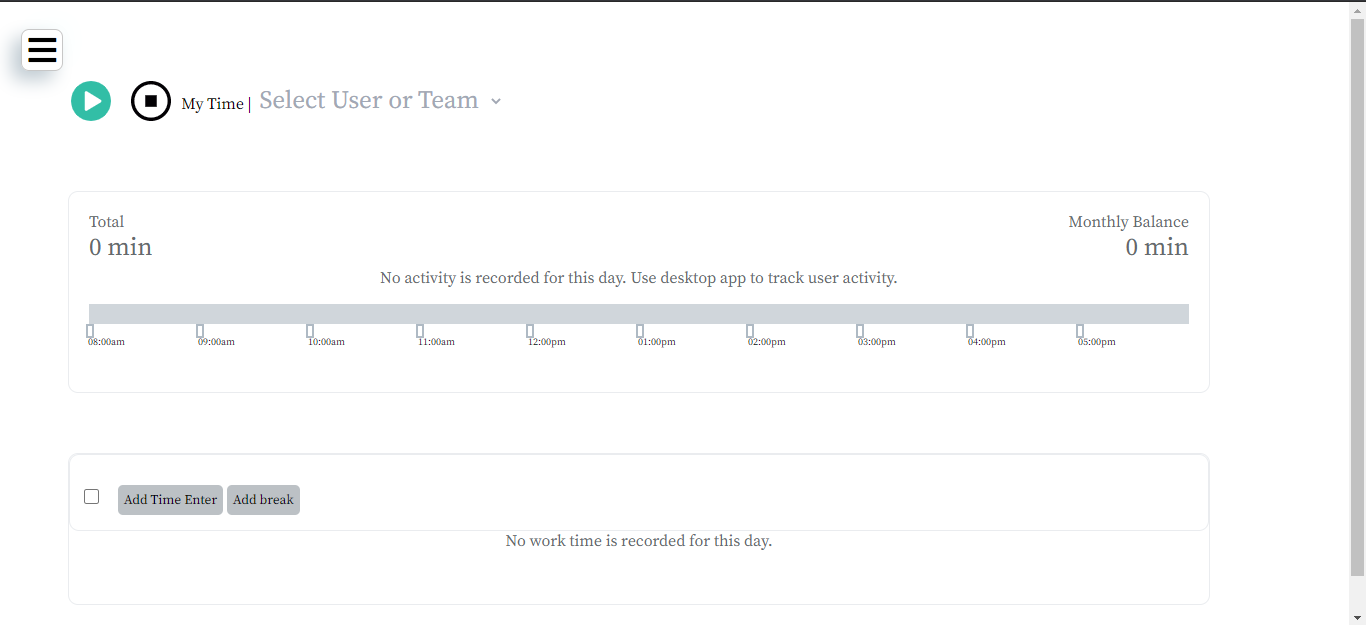 My Time | Select User or Team
Total
Monthly Balance
0 min
0 min
No activity is recorded for this day. Use desktop app to track user activity.
08:00am 09:00am 10:00am 11:00am 12:00pm 01:00pm 02:00pm 03:00pm 04:00pm 05:00pm
Add Time Enter Add break
No work time is recorded for this day.